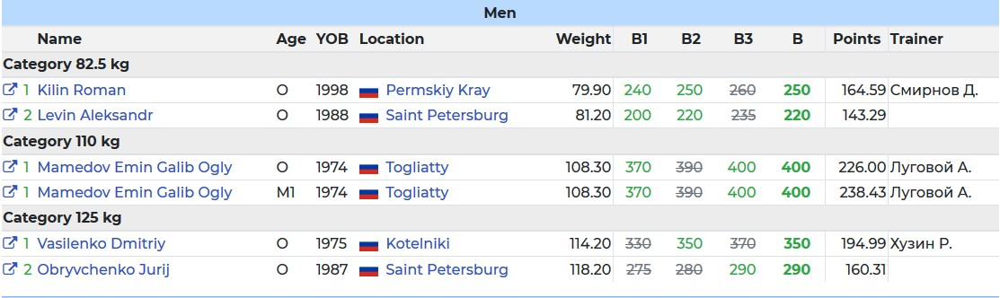 Men
Name Age YOB Location Weight B1 B2 B3 B Points Trainer
Category 82.5 kg
1 Kilin Roman O 1998 Permskiy Kray 79.90 240 250 260 250 164.59 Смирнов Д.
2 Levin Aleksandr O 1988 Saint Petersburg 81.20 200 220 235 220 143.29
Category 110 kg
1 Mamedov Emin Galib Ogly O 1974 Togliatty 108.30 370 390 400 400 226.00 Луговой А.
1 Mamedov Emin Galib Ogly M1 1974 Togliatty 108.30 370 390 400 400 238.43 Луговой А.
Category 125 kg
1 Vasilenko Dmitriy O 1975 Kotelniki 114.20 330 350 370 350 194.99 Хузин Р.
2 Obryvchenko Jurij O 1987 Saint Petersburg 118.20 275 280 290 290 160.31